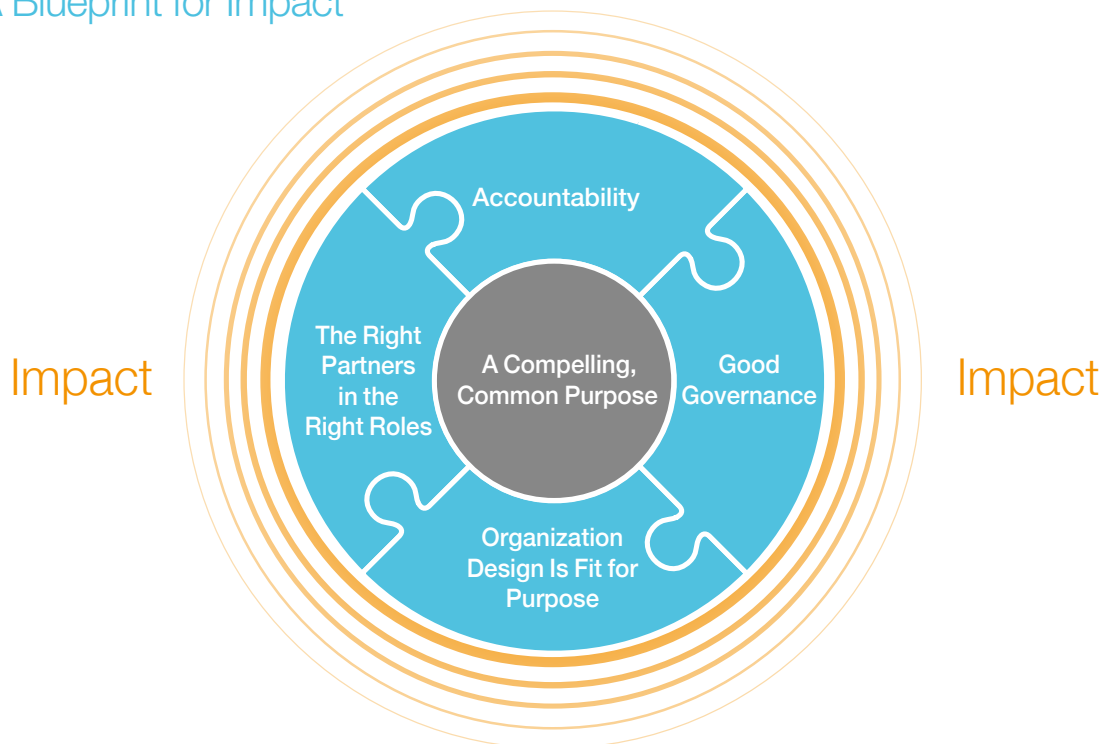 A Blueprint for Impact
Accountability
The Right
Partners
in the
Right Roles
A Compelling,
Common Purpose
Good
Governance
Impact
Impact
Organization
Design Is Fit for
Purpose